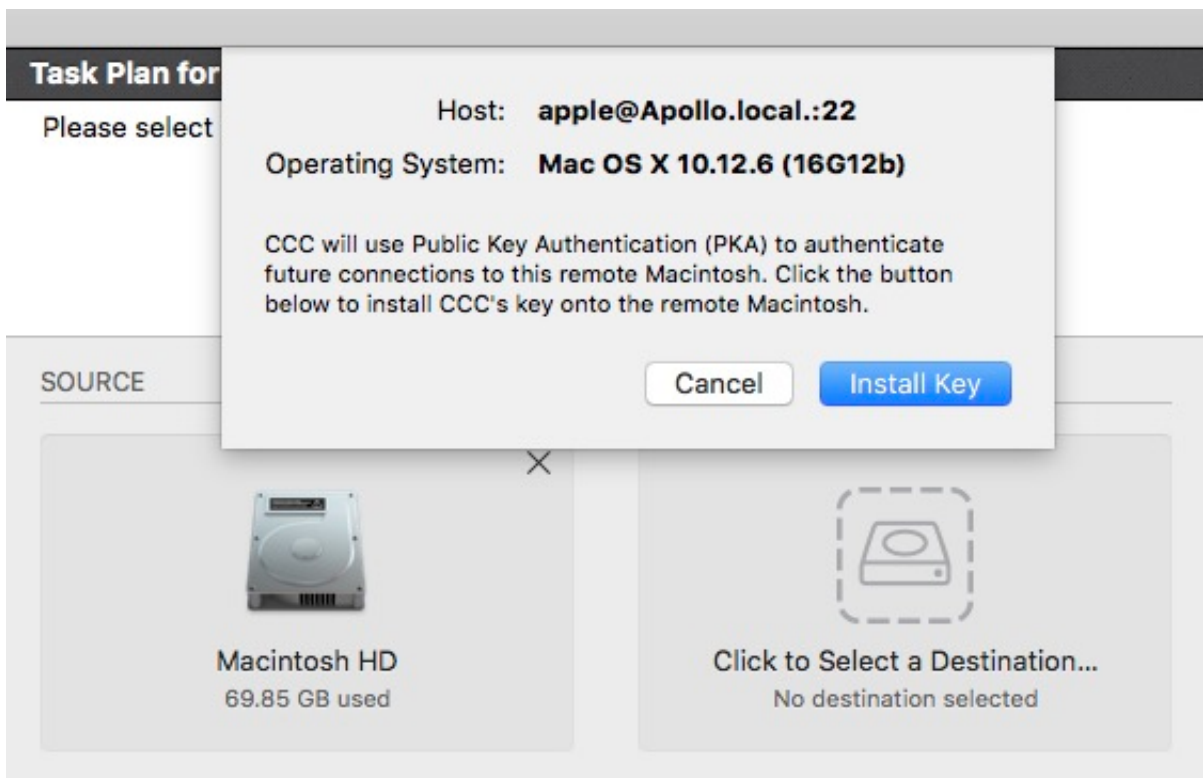 Task Plan for
Please select
Host: apple@Apollo.local.:22
Operating System: Mac OS X 10.12.6 (16G12b)
CCC will use Public Key Authentication (PKA) to authenticate
future connections to this remote Macintosh. Click the button
below to install CCC's key onto the remote Macintosh.
Cancel Install Key
SOURCE
Macintosh HD
69.85 GB used
Click to Select a Destination...
No destination selected